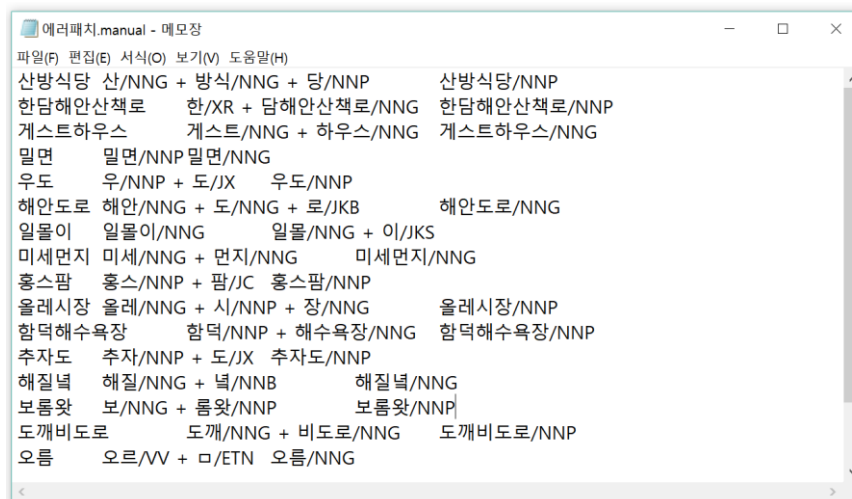 에러패치.manual - 메모장
파일(F) 편집(E) 서식(O) 보기(V) 도움말(H)
산방식당 산/NNG + 방식/NNG + 당/NNP 산방식당/NNP
한담해안산책로 한/XR + 담해안산책로/NNG 한담해안산책로/NNP
게스트하우스 게스트/NNG + 하우스/NNG 게스트하우스/NNG
밀면 밀면/NNP 밀면/NNG
우도 우/NNP + 도/JX 우도/NNP
해안도로 해안/NNG + 도/NNG + 로/JKB 해안도로/NNG
일몰이 일몰이/NNG 일몰/NNG + 이/JKS
미세먼지 미세/NNG + 먼지/NNG 미세먼지/NNG
홍스팜 홍스/NNP + 팜/JC 홍스팜/NNP
올레시장 올레/NNG + 시/NNP + 장/NNG 올레시장/NNP
함덕해수욕장 함덕/NNP + 해수욕장/NNG 함덕해수욕장/NNP
추자도 추자/NNP + 도/JX 추자도/NNP
해질녘 해질/NNG + 녘/NNB 해질녘/NNG
보롬왓 보/NNG + 롬왓/NNP 보롬왓/NNP
도깨비도로 도깨/NNG + 비도로/NNG 도깨비도로/NNP
오름 오르/VV + ㅁ/ETN 오름/NNG